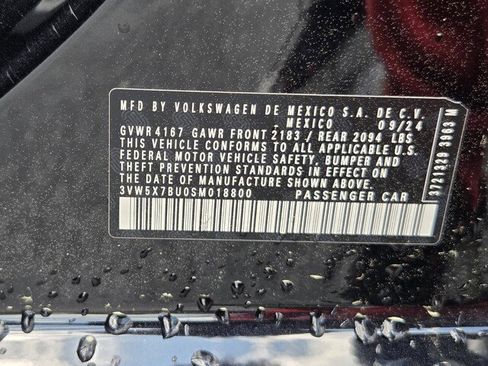 MFD BY VOLKSWAGEN DE MEXICO S.A. DE C.V.
- MEXICO - 09/24
GVWR 4167 GAWR FRONT 2183 / REAR 2094 LBS
THIS VEHICLE CONFORMS TO ALL APPLICABLE U.S.
FEDERAL MOTOR VEHICLE SAFETY, BUMPER AND
THEFT PREVENTION STANDARDS IN EFFECT ON
THE DATE OF MANUFACTURE SHOWN ABOVE.
3VW5X7BU0SM018800 PASSENGER CAR